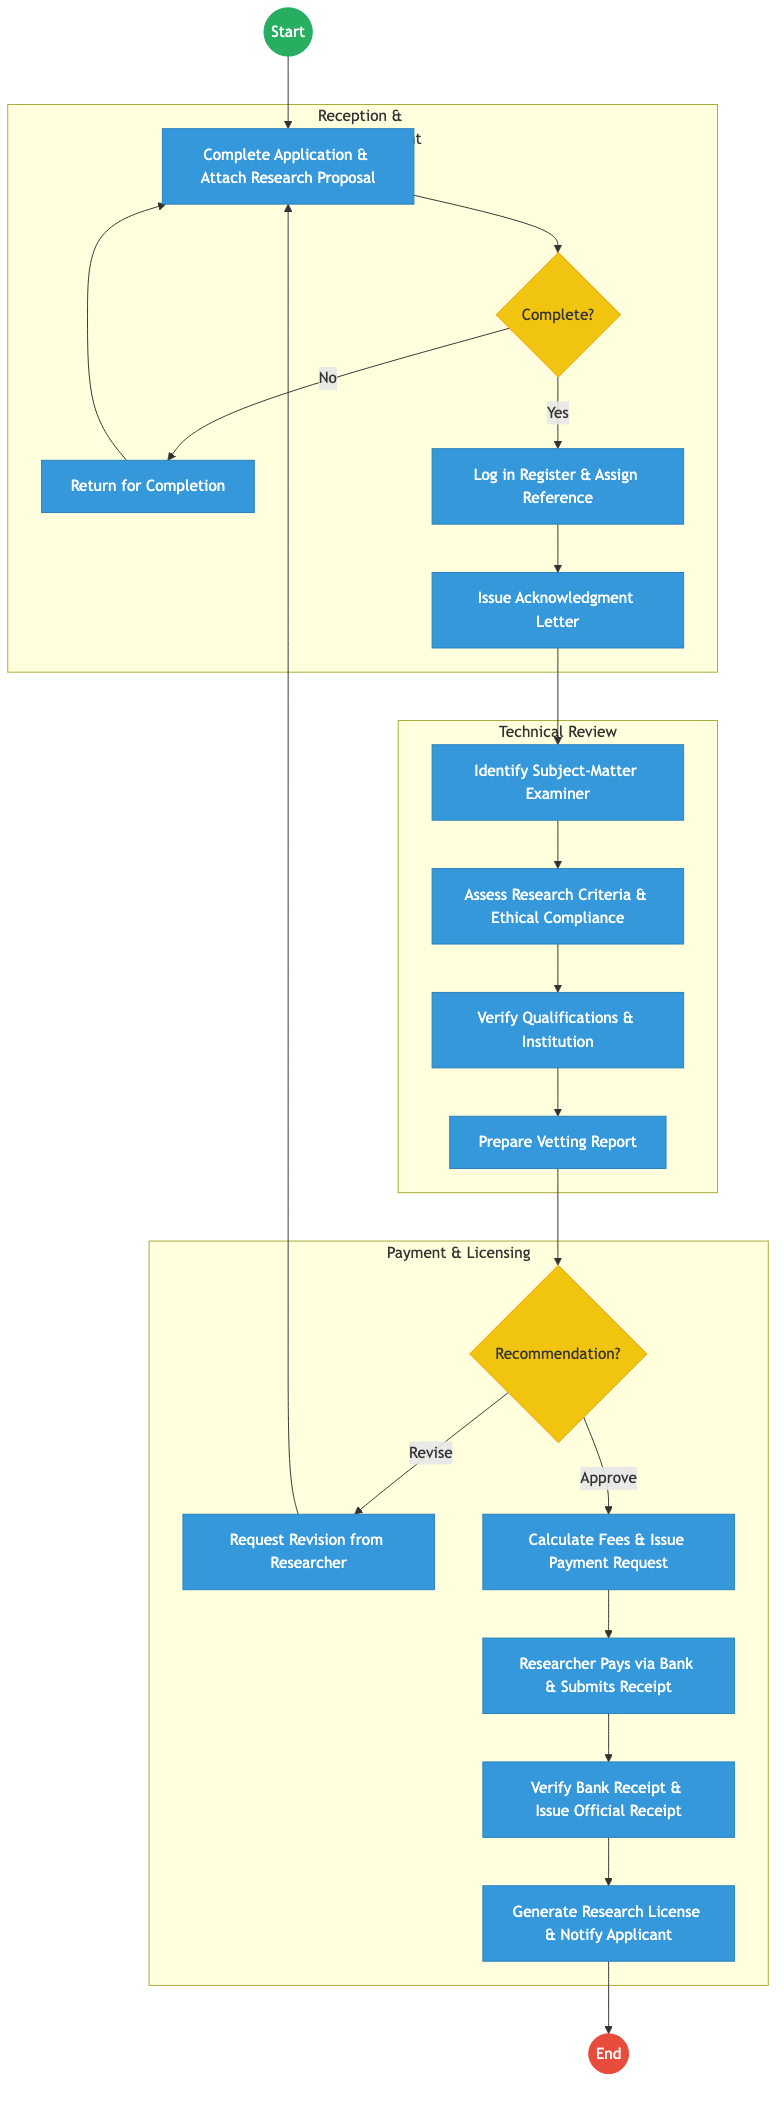 Start
Reception &
Complete Application &
Attach Research Proposal
Complete?
No
Yes
Return for Completion
Log in Register & Assign
Reference
Issue Acknowledgment
Letter
Technical Review
Identify Subject-Matter
Examiner
Assess Research Criteria &
Ethical Compliance
Verify Qualifications &
Institution
Prepare Vetting Report
Payment & Licensing
Recommendation?
Revise
Approve
Request Revision from
Researcher
Calculate Fees & Issue
Payment Request
Researcher Pays via Bank
& Submits Receipt
Verify Bank Receipt &
Issue Official Receipt
Generate Research License
& Notify Applicant
End